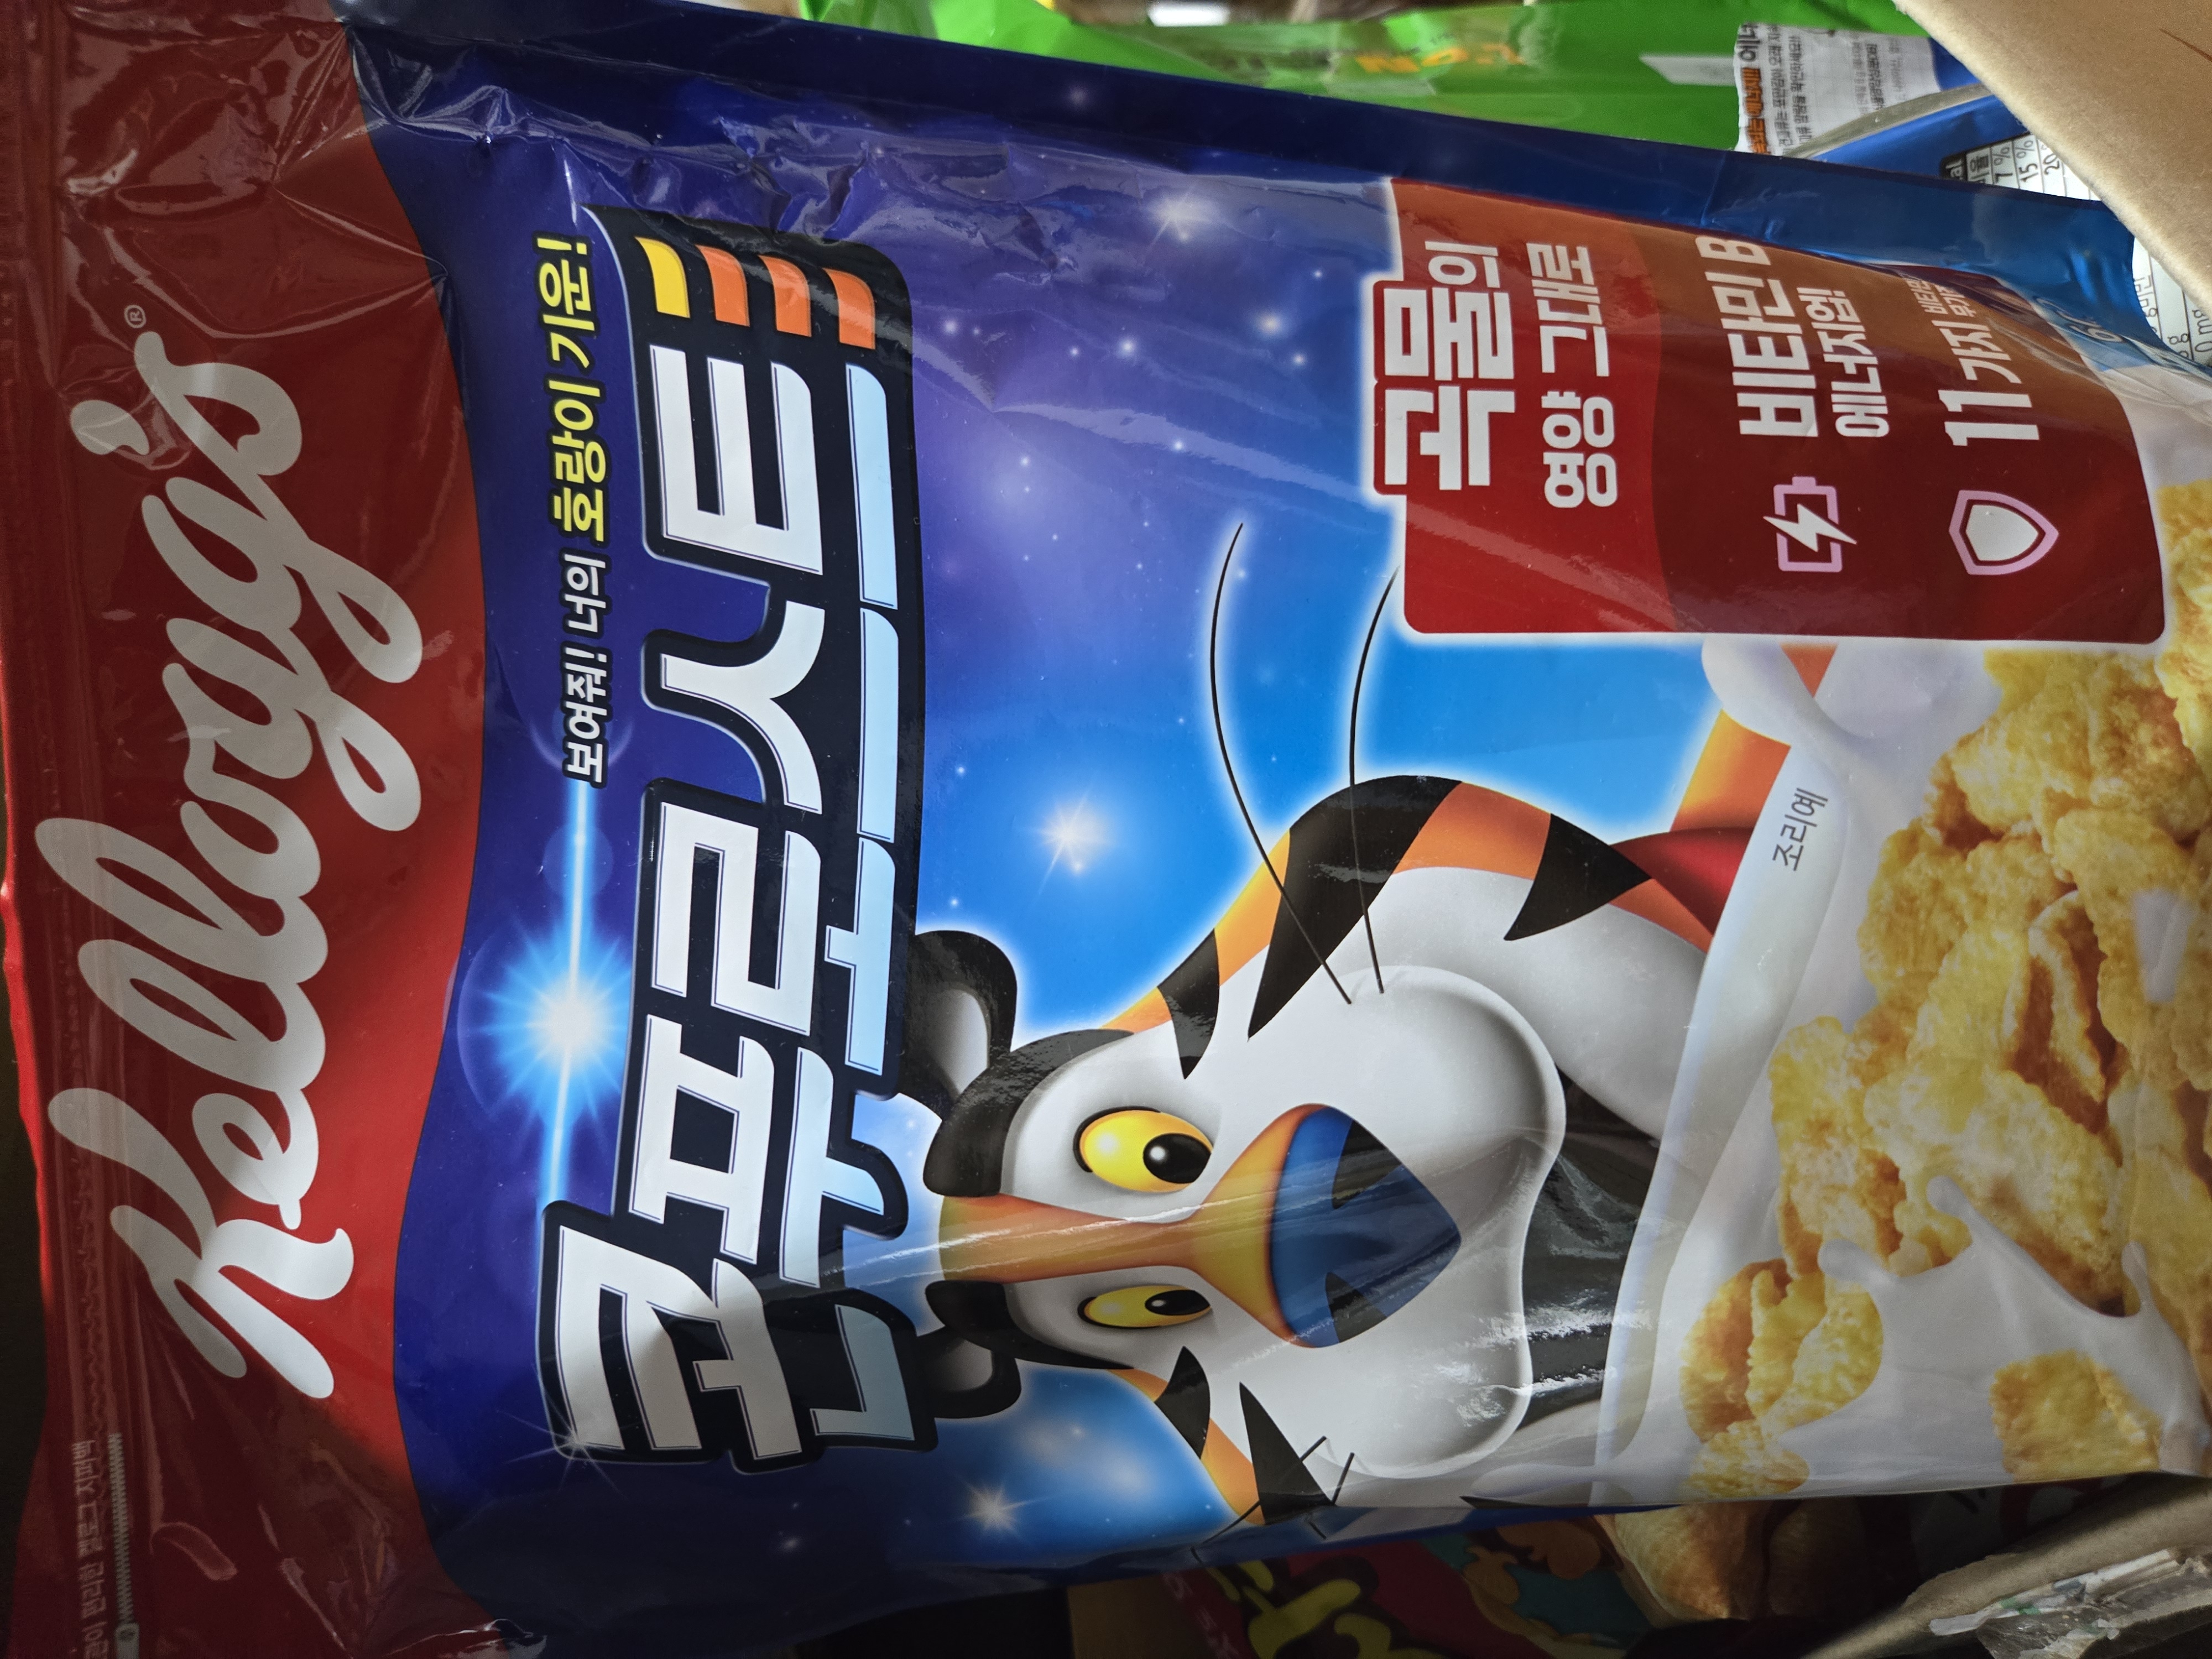 Kellogg's®
보여줘! 너의 호랑이 기운!
콘푸로스트
곡물의
영양 그대로
비타민 B
에너지업!
11가지
조리예